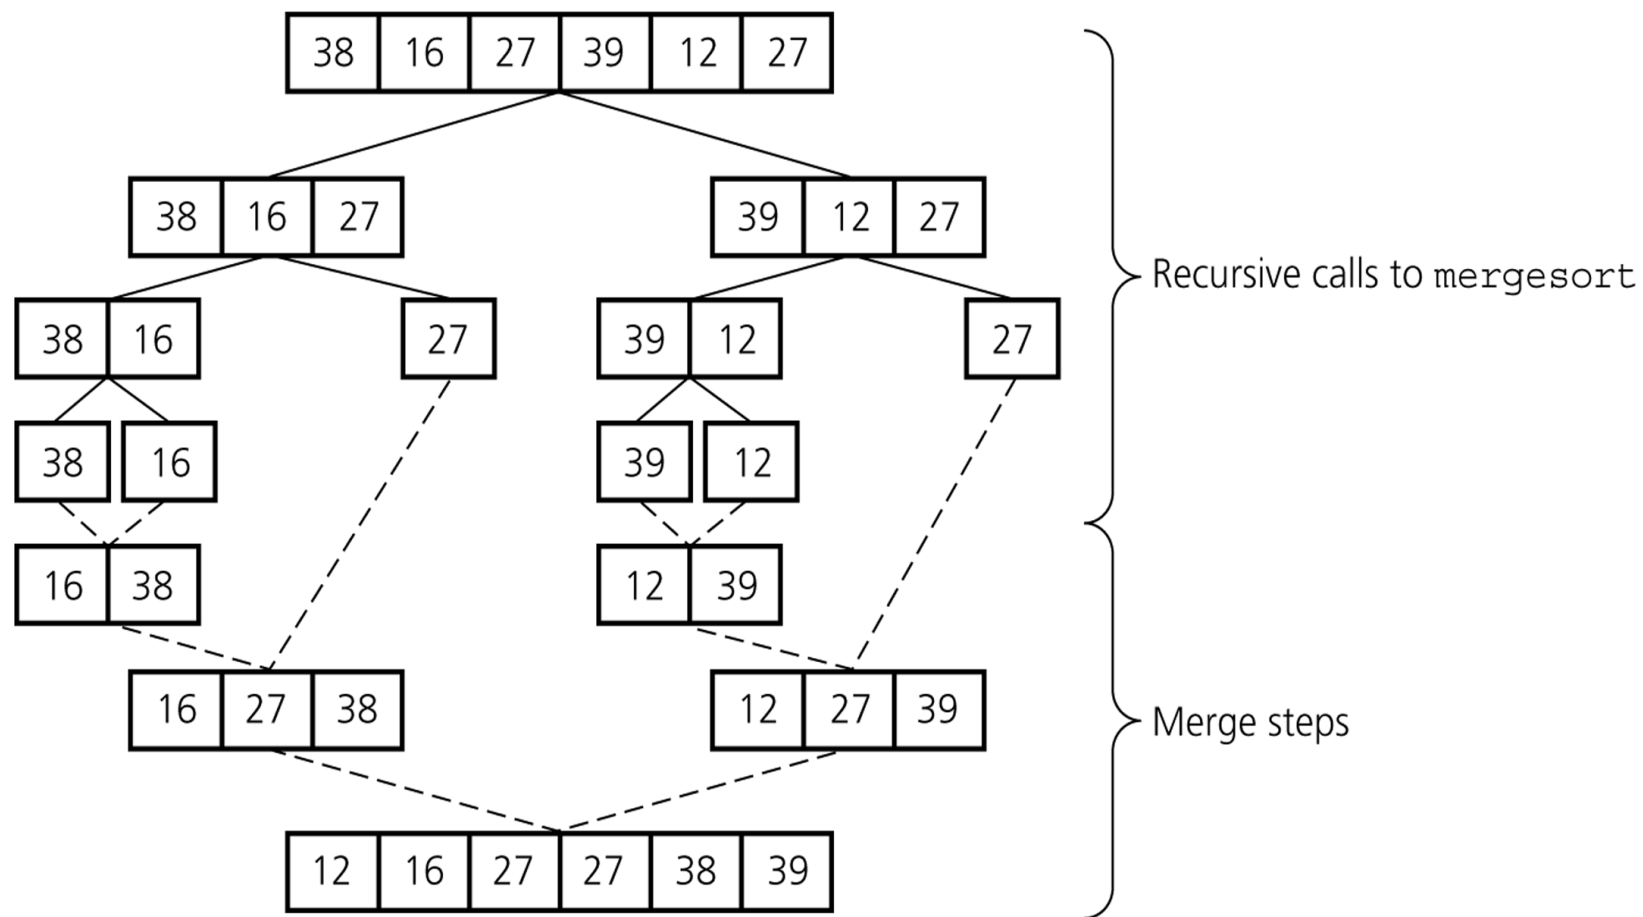 38 16 27 39 12 27
38 16 27 39 12 27
Recursive calls to mergesort
38 16 27 39 12 27
38 16 39 12
16 38 12 39
16 27 38 12 27 39
Merge steps
12 16 27 27 38 39